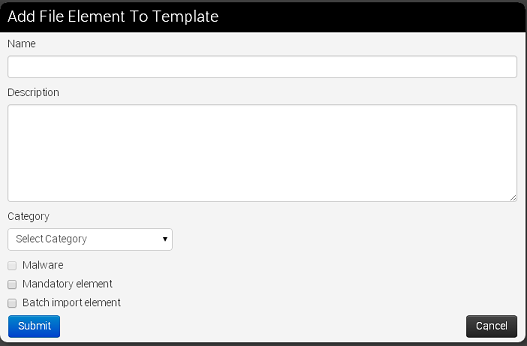 Add File Element To Template
Name
Description
Category
Select Category
Malware
Mandatory element
Batch import element
Submit
Cancel